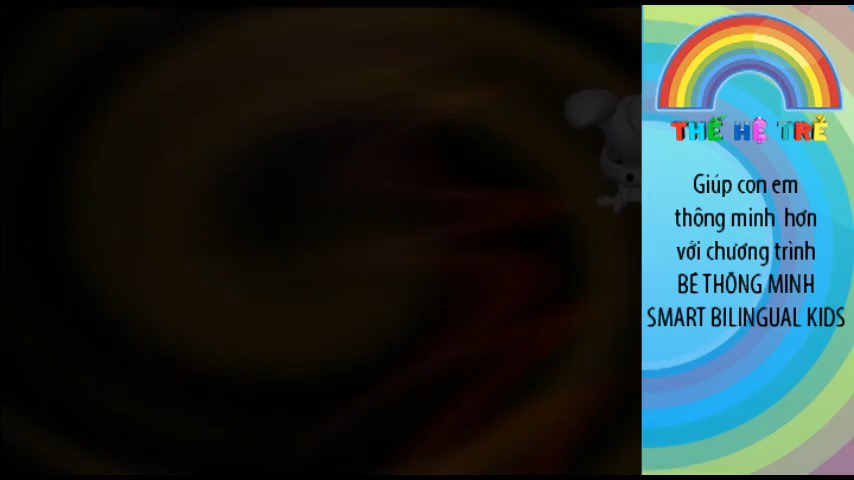 THẾ HỆ TRẺ
Giúp con em
thông minh hơn
với chương trình
BÉ THÔNG MINH
SMART BILINGUAL KIDS